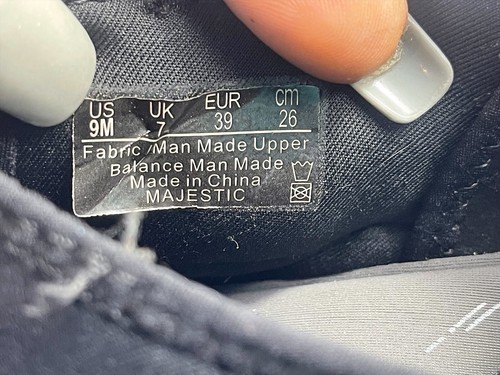 US UK EUR cm
9M 7 39 26
Fabric/Man Made Upper
Balance Man Made
Made in China
MAJESTIC